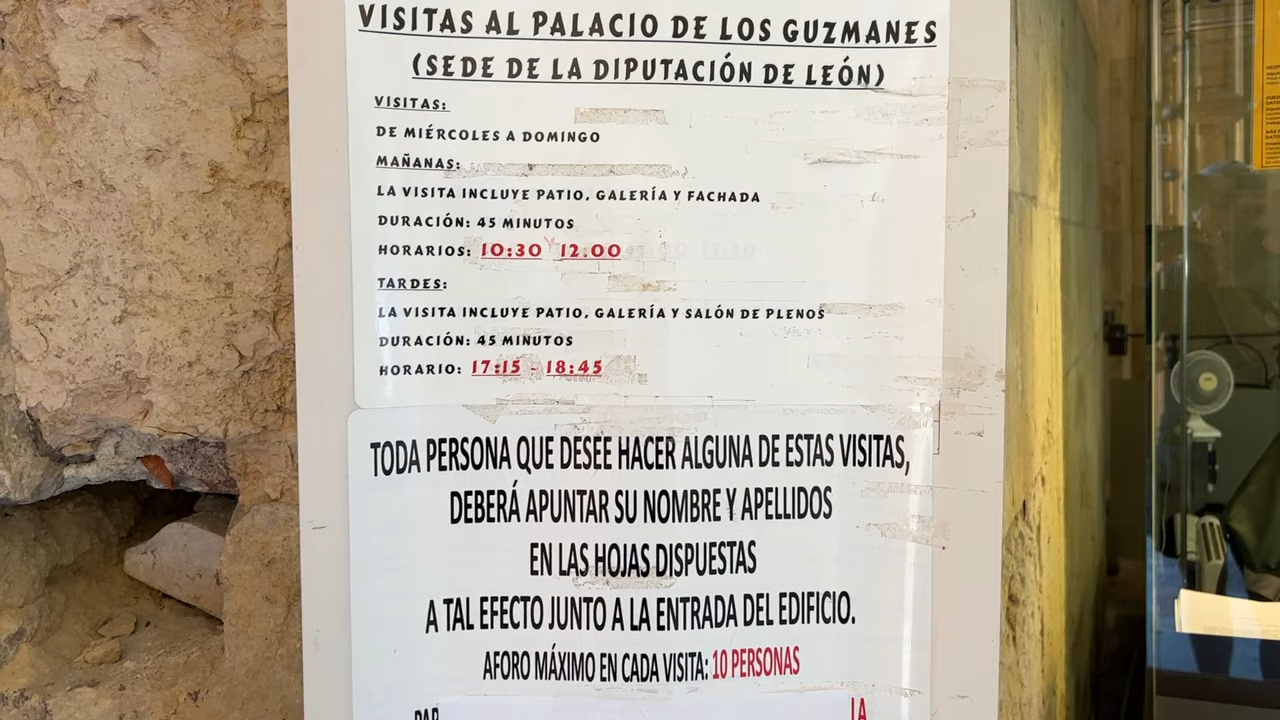 VISITAS AL PALACIO DE LOS GUZMANES
(SEDE DE LA DIPUTACIÓN DE LEÓN)
VISITAS:
DE MIÉRCOLES A DOMINGO
MAÑANAS:
LA VISITA INCLUYE PATIO, GALERÍA Y FACHADA
DURACIÓN: 45 MINUTOS
HORARIOS: 10:30 Y 12.00
TARDES:
LA VISITA INCLUYE PATIO, GALERÍA Y SALÓN DE PLENOS
DURACIÓN: 45 MINUTOS
HORARIO: 17:15 - 18:45
TODA PERSONA QUE DESEE HACER ALGUNA DE ESTAS VISITAS,
DEBERÁ APUNTAR SU NOMBRE Y APELLIDOS
EN LAS HOJAS DISPUESTAS
A TAL EFECTO JUNTO A LA ENTRADA DEL EDIFICIO.
AFORO MÁXIMO EN CADA VISITA: 10 PERSONAS